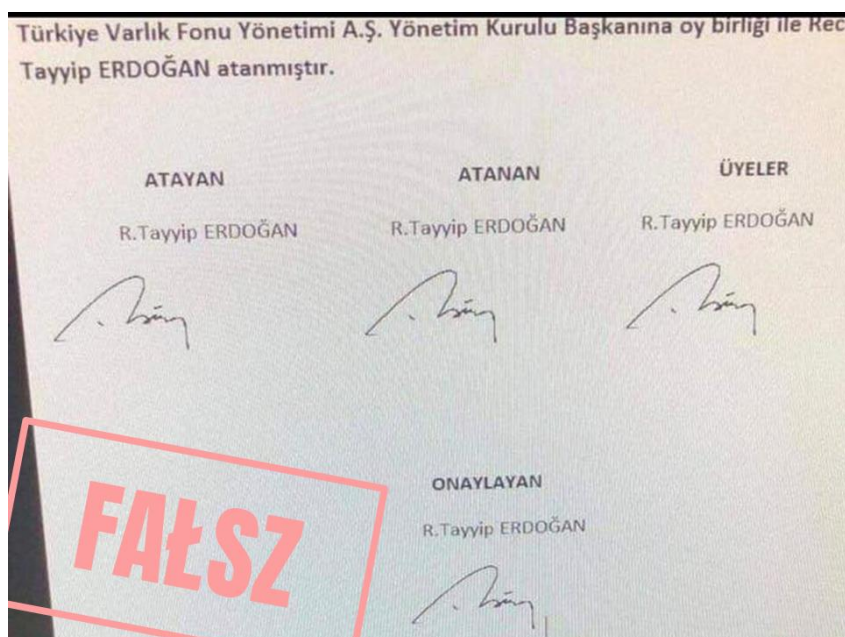 Türkiye Varlık Fonu Yönetimi A.Ş. Yönetim Kurulu Başkanına oy birliği ile Rec
Tayyip ERDOĞAN atanmıştır.
ATAYAN ATANAN ÜYELER
R.Tayyip ERDOĞAN R.Tayyip ERDOĞAN R.Tayyip ERDOĞAN
ONAYLAYAN
R.Tayyip ERDOĞAN
FAŁSZ